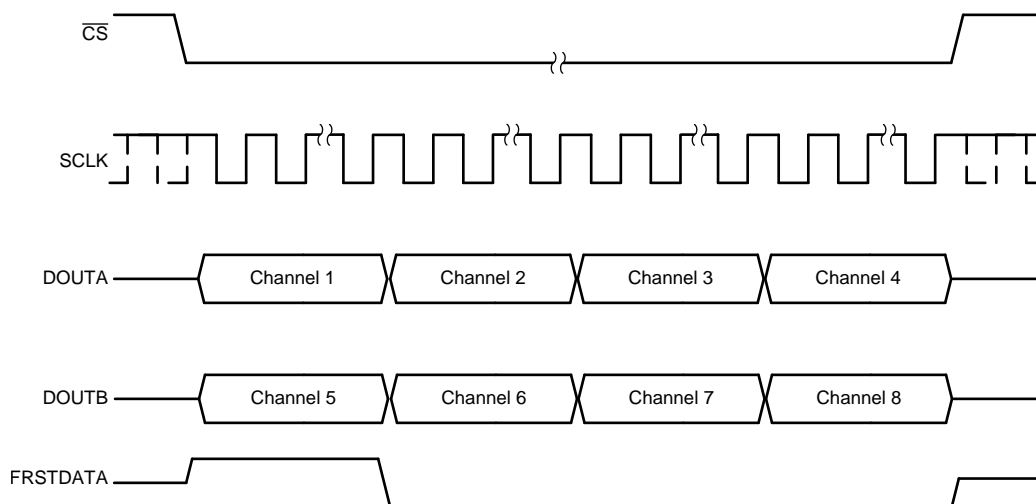 CS
SCLK
DOUTA
Channel 1 Channel 2 Channel 3 Channel 4
DOUTB
Channel 5 Channel 6 Channel 7 Channel 8
FRSTDATA